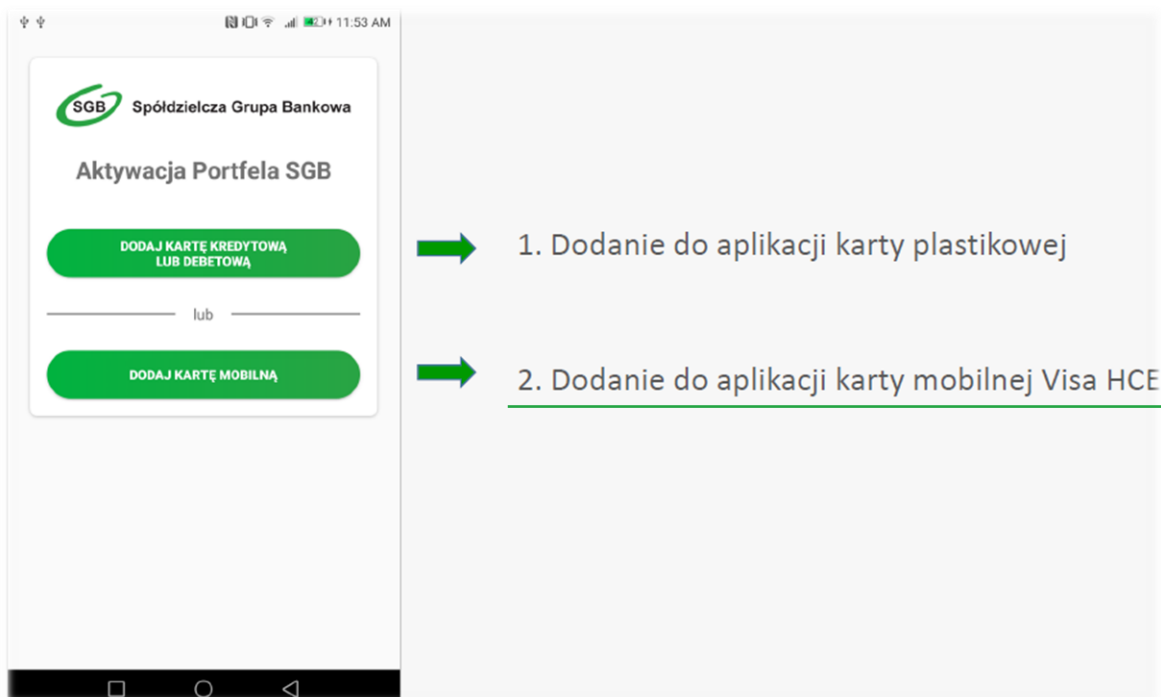 11:53 AM
SGB Spółdzielcza Grupa Bankowa
Aktywacja Portfela SGB
DODAJ KARTĘ KREDYTOWĄ
LUB DEBETOWĄ
1. Dodanie do aplikacji karty plastikowej
lub
DODAJ KARTĘ MOBILNĄ
2. Dodanie do aplikacji karty mobilnej Visa HCE